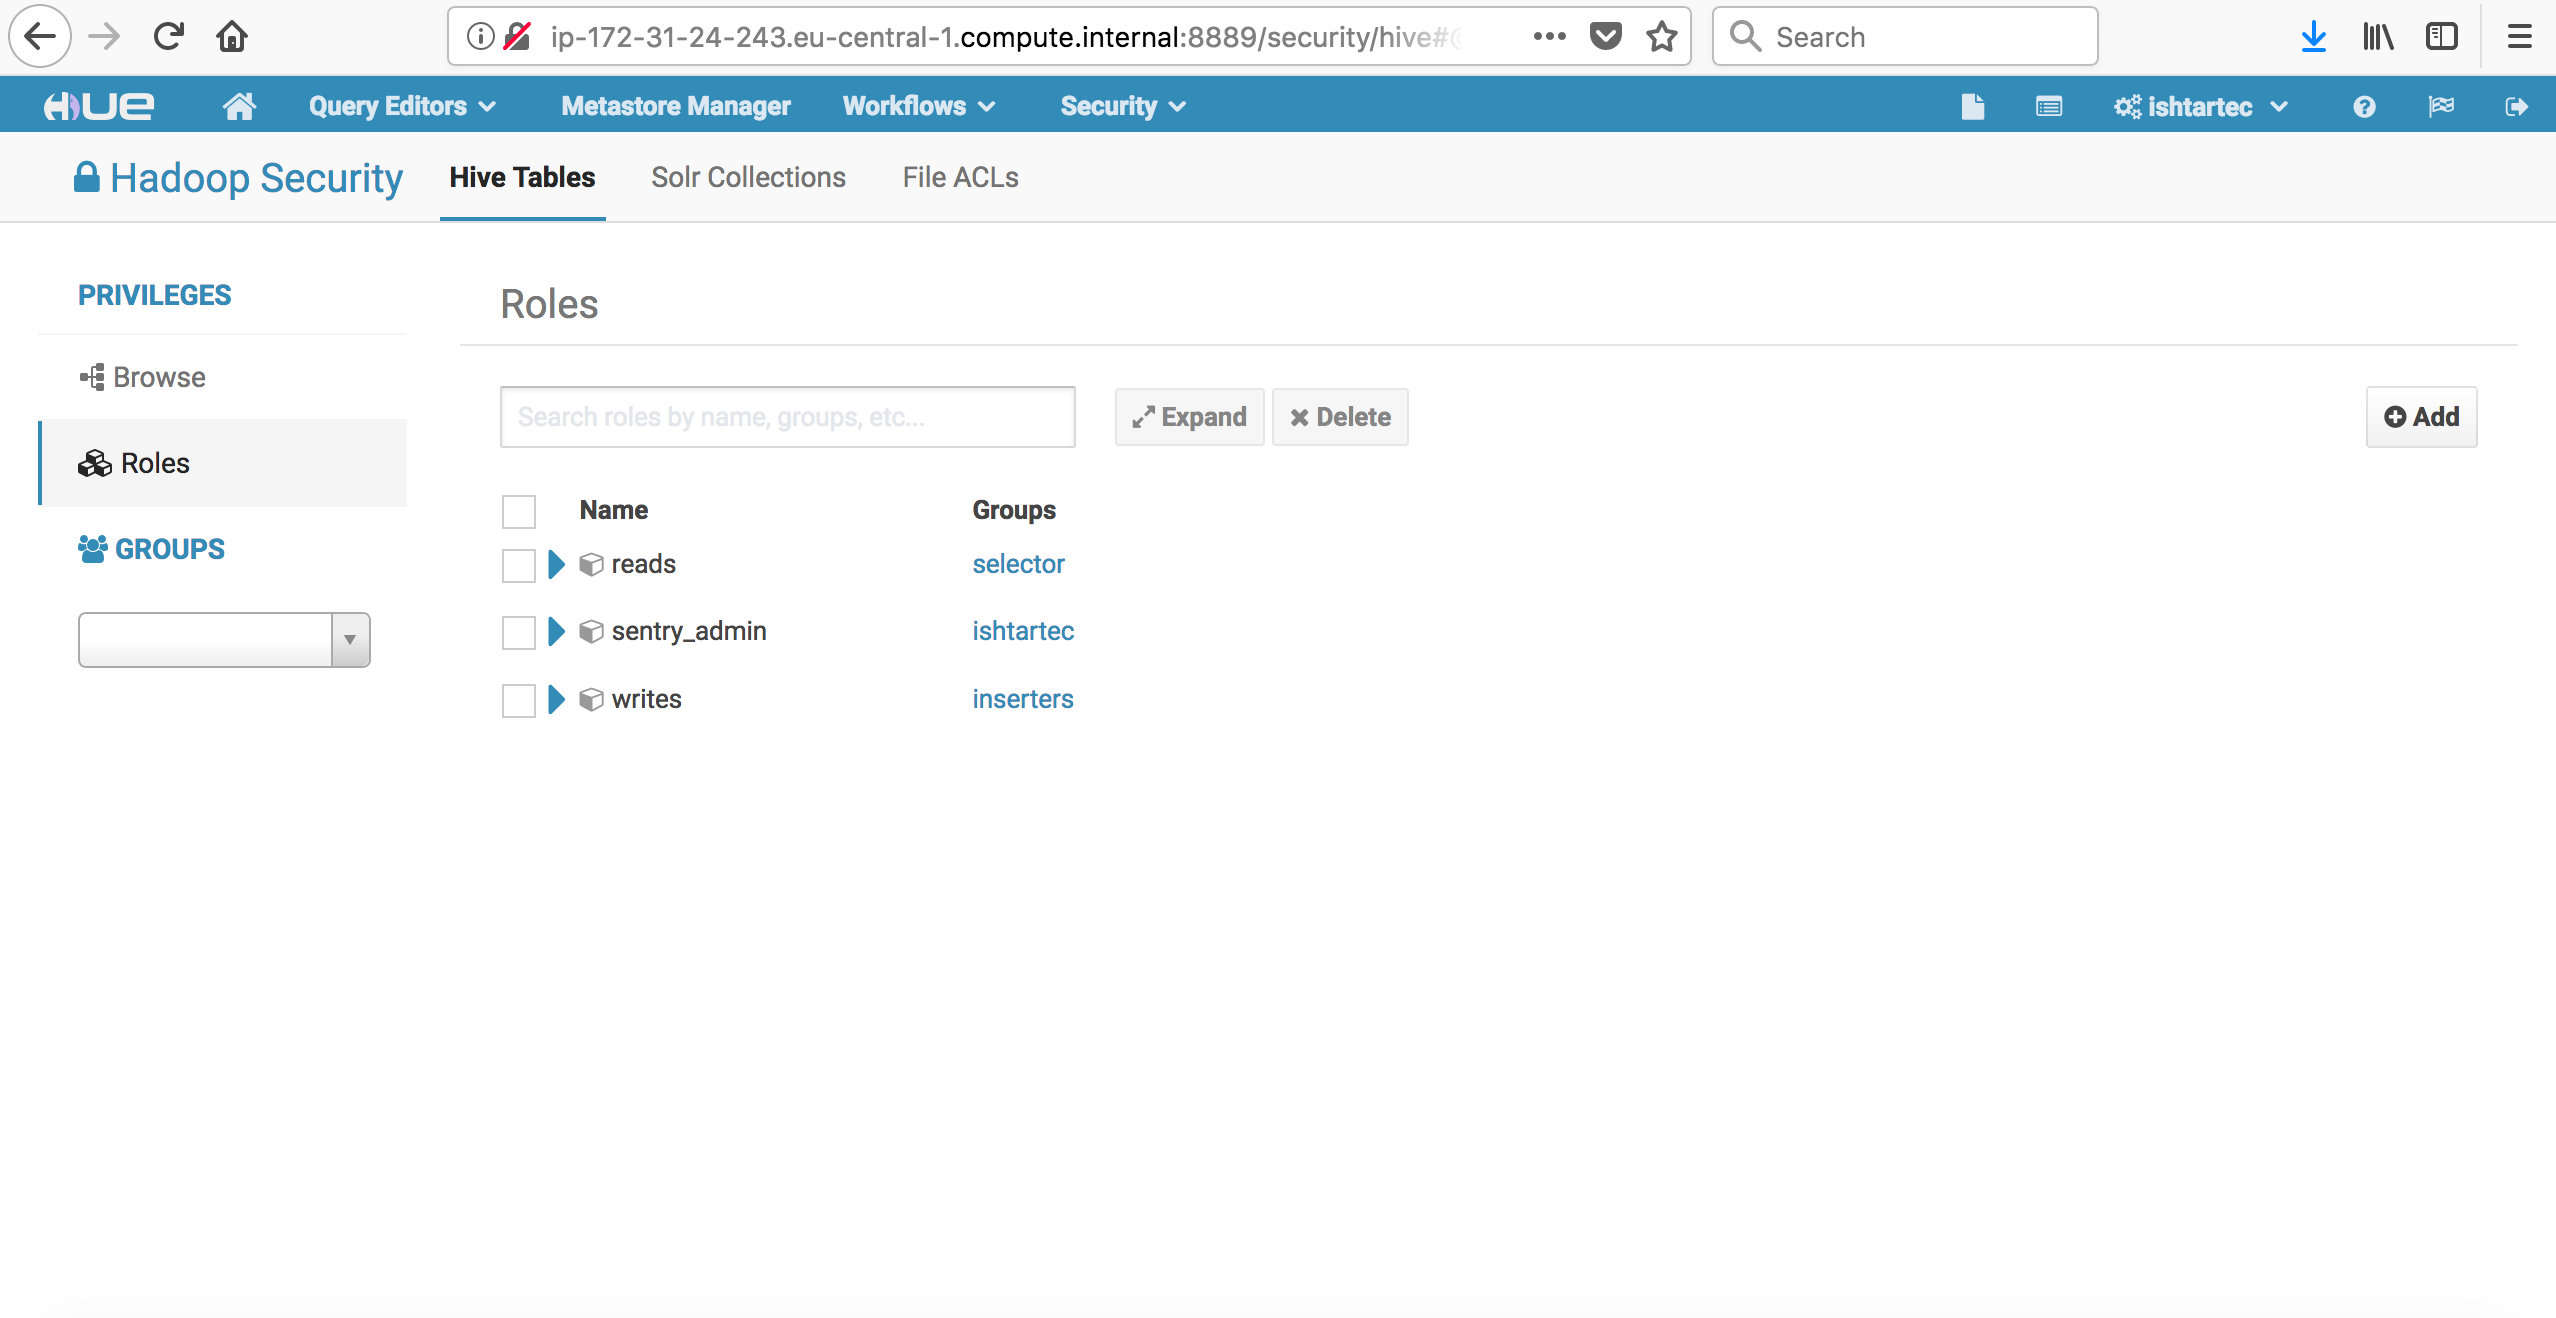 ip-172-31-24-243.eu-central-1.compute.internal:8889/security/hive#
Search
HUE
Query Editors
Metastore Manager
Workflows
Security
ishtartec
Hadoop Security
Hive Tables
Solr Collections
File ACLs
PRIVILEGES
Browse
Roles
GROUPS
Roles
Search roles by name, groups, etc...
Expand
Delete
Add
Name Groups
reads selector
sentry_admin ishtartec
writes inserters